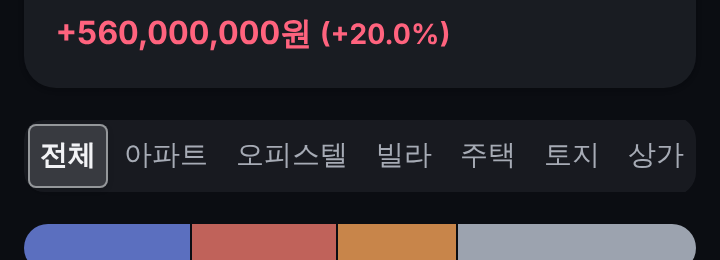 +560,000,000원 (+20.0%)
전체 아파트 오피스텔 빌라 주택 토지 상가